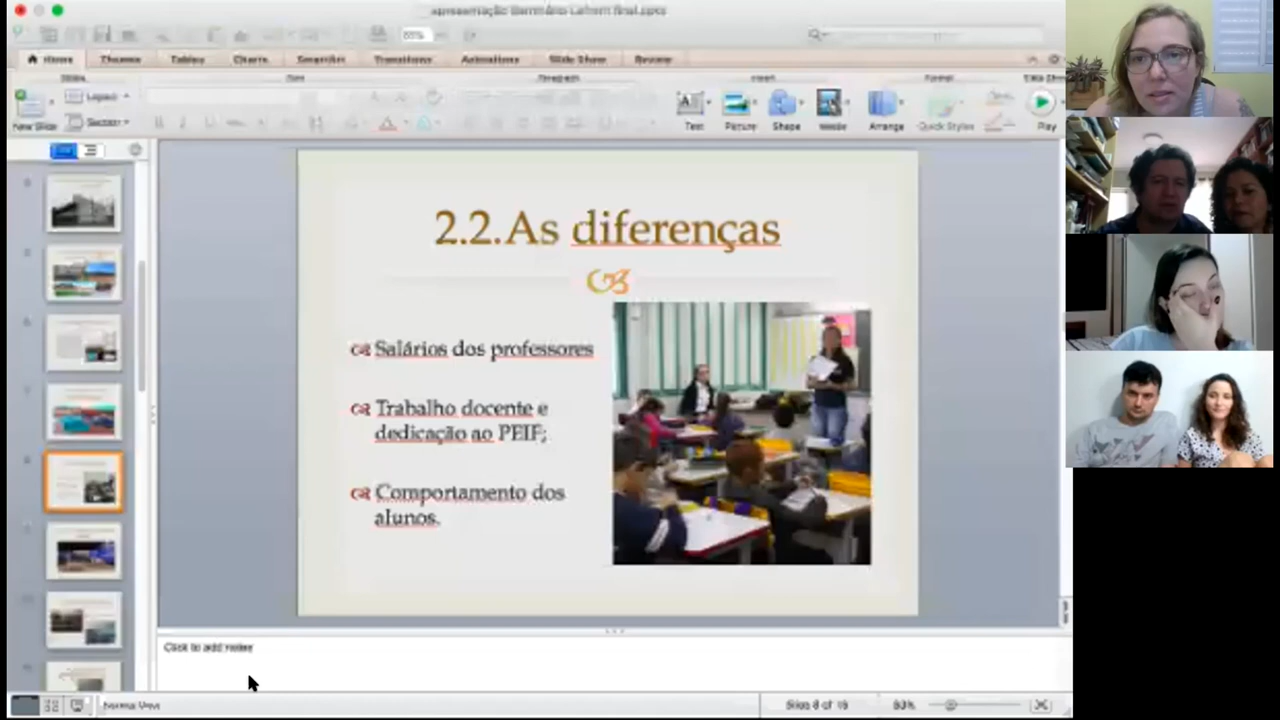 Home
Themes
Tables
Charts
SmartArt
Transitions
Animations
Slide Show
Review
Layout
Section
New Slide
Text
Picture
Shape
Media
Arrange
Quick Styles
Play
2.2.As diferenças
Salários dos professores
Trabalho docente e
dedicação ao PEIF;
Comportamento dos
alunos.
Click to add notes
Normal View